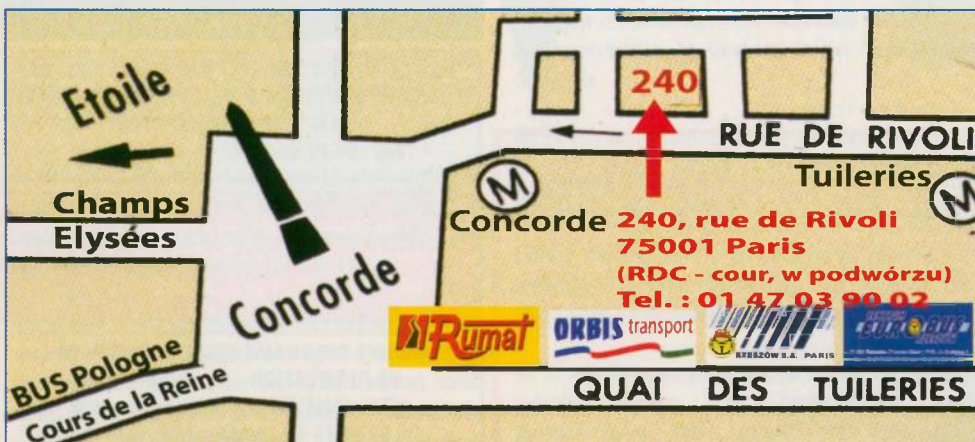 Etoile
240
RUE DE RIVOLI
M
Tuileries
M
Champs
Elysées
Concorde
240, rue de Rivoli
75001 Paris
(RDC - cour, w podwórzu)
Tel. : 01 47 03 90 02
Concorde
Rumat
ORBIS transport
RZESZÓW S.A. PARIS
EUROBUS
BUS Pologne
Cours de la Reine
QUAI DES TUILERIES